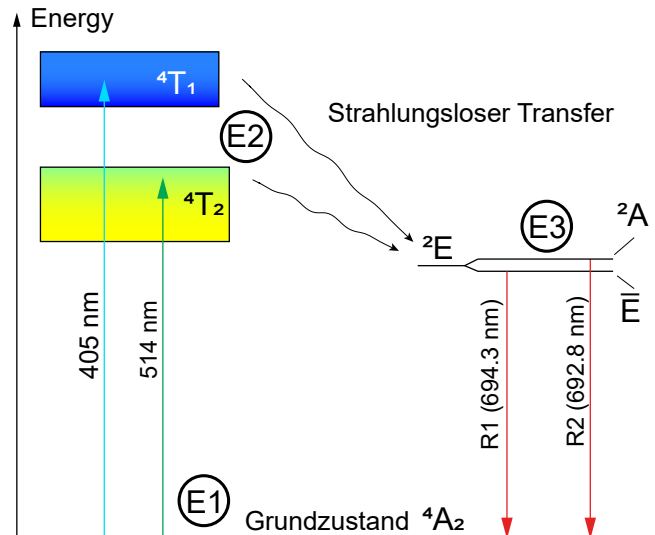 Energy
⁴T₁
Strahlungsloser Transfer
E2
⁴T₂
²A
E3
²E
E̅
405 nm
514 nm
R1 (694.3 nm)
R2 (692.8 nm)
E1
Grundzustand ⁴A₂